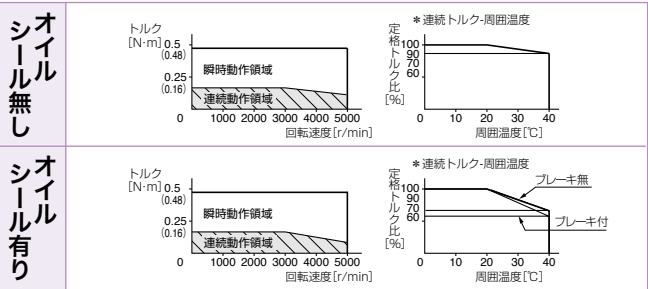 オイルシール無し
トルク
[N·m]
0.5
(0.48)
0.25
(0.16)
瞬時動作領域
連続動作領域
0 1000 2000 3000 4000 5000
回転速度[r/min]
＊連続トルク-周囲温度
定格トルク比[%]
100
90
70
60
0 10 20 30 40
周囲温度[℃]
オイルシール有り
トルク
[N·m]
0.5
(0.48)
0.25
(0.16)
瞬時動作領域
連続動作領域
0 1000 2000 3000 4000 5000
回転速度[r/min]
＊連続トルク-周囲温度
定格トルク比[%]
100
90
70
60
ブレーキ無
ブレーキ付
0 10 20 30 40
周囲温度[℃]